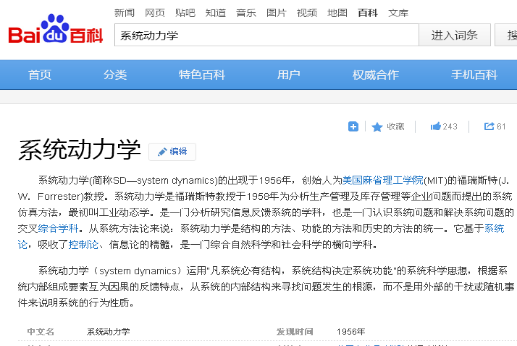 新闻 网页 贴吧 知道 音乐 图片 视频 地图 百科 文库
Bai du 百科
系统动力学 进入词条
首页 分类 特色百科 用户 权威合作 手机百科
收藏 243 61
系统动力学 编辑
系统动力学(简称SD—system dynamics)的出现于1956年，创始人为美国麻省理工学院(MIT)的福瑞斯特(J.
W．Forrester)教授。系统动力学是福瑞斯特教授于1958年为分析生产管理及库存管理等企业问题而提出的系统
仿真方法，最初叫工业动态学。是一门分析研究信息反馈系统的学科，也是一门认识系统问题和解决系统问题的
交叉综合学科。从系统方法论来说：系统动力学是结构的方法、功能的方法和历史的方法的统一。它基于系统
论，吸收了控制论、信息论的精髓，是一门综合自然科学和社会科学的横向学科。
系统动力学（system dynamics）运用“凡系统必有结构，系统结构决定系统功能”的系统科学思想，根据系
统内部组成要素互为因果的反馈特点，从系统的内部结构来寻找问题发生的根源，而不是用外部的干扰或随机事
件来说明系统的行为性质。
中文名 系统动力学 发现时间 1956年